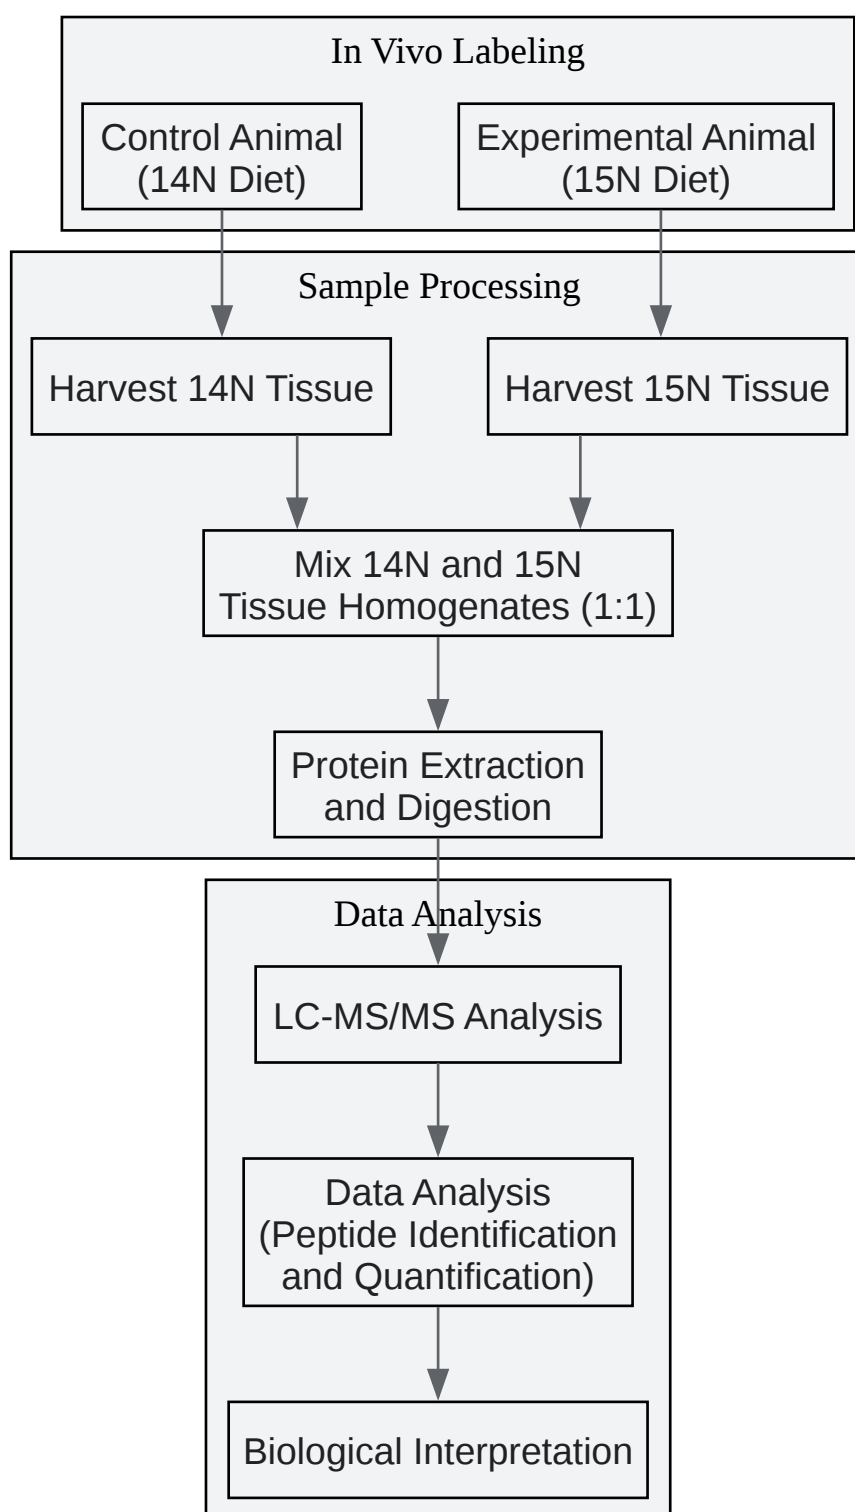 In Vivo Labeling
Control Animal
(14N Diet)
Experimental Animal
(15N Diet)
Sample Processing
Harvest 14N Tissue
Harvest 15N Tissue
Mix 14N and 15N
Tissue Homogenates (1:1)
Protein Extraction
and Digestion
Data Analysis
LC-MS/MS Analysis
Data Analysis
(Peptide Identification
and Quantification)
Biological Interpretation